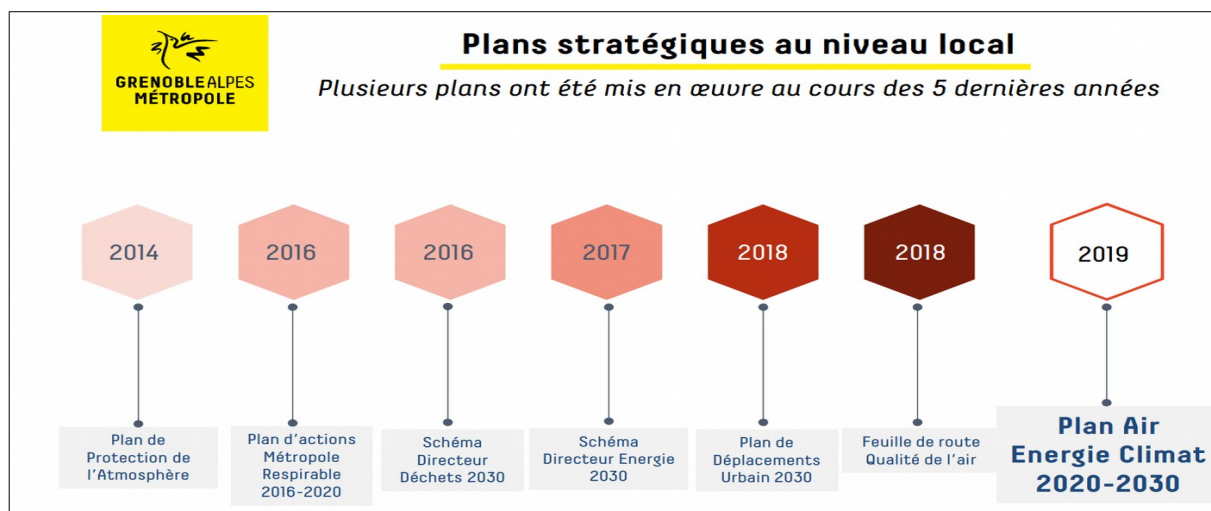 GRENOBLEALPES
MÉTROPOLE
Plans stratégiques au niveau local
Plusieurs plans ont été mis en œuvre au cours des 5 dernières années
2014
2016
2016
2017
2018
2018
2019
Plan de
Protection de
l'Atmosphère
Plan d'actions
Métropole
Respirable
2016-2020
Schéma
Directeur
Déchets 2030
Schéma
Directeur Energie
2030
Plan de
Déplacements
Urbain 2030
Feuille de route
Qualité de l'air
Plan Air
Energie Climat
2020-2030